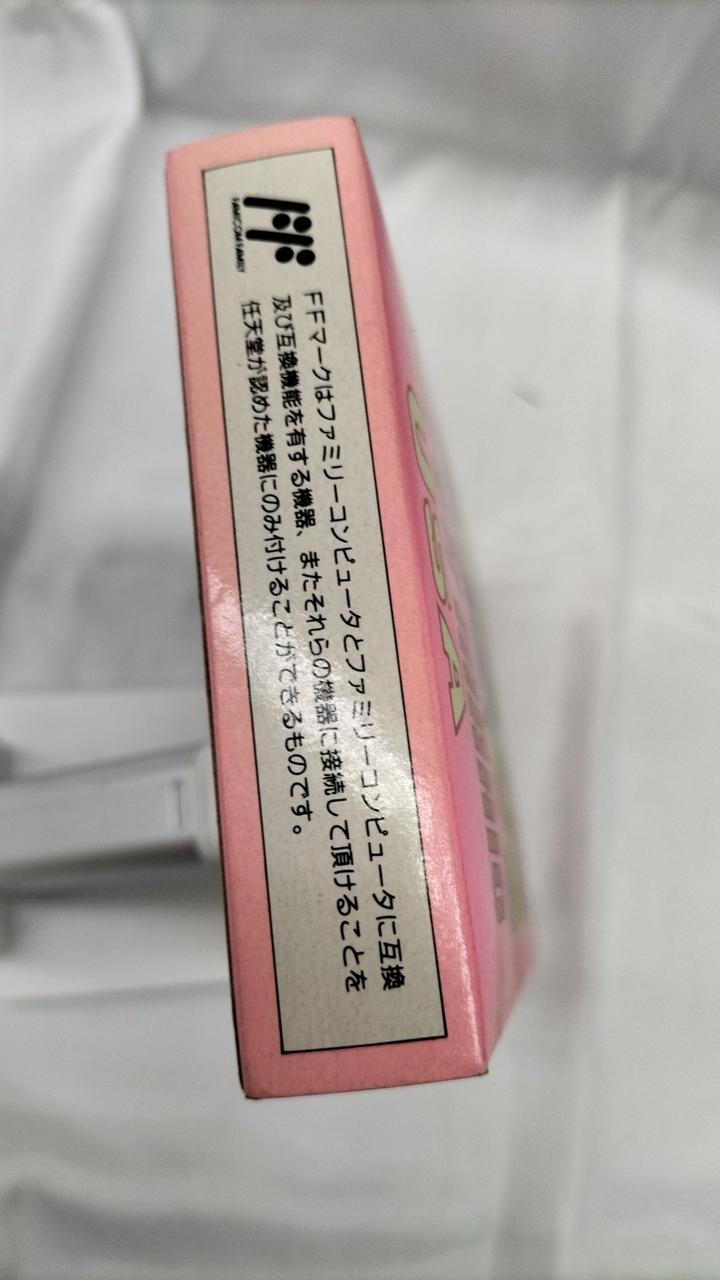 FAMICOM FAMILY
FFマークはファミリーコンピュータとファミリーコンピュータに互換
及び互換機能を有する機器、またそれらの機器に接続して頂けることを
任天堂が認めた機器にのみ付けることができるものです。